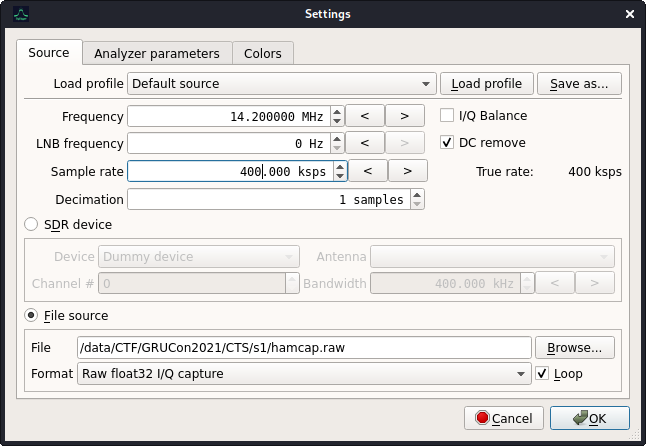 Settings
Source Analyzer parameters Colors
Load profile Default source Load profile Save as...
Frequency 14.200000 MHz < > I/Q Balance
LNB frequency 0 Hz < > DC remove
Sample rate 400.000 ksps < > True rate: 400 ksps
Decimation 1 samples
SDR device
Device Dummy device Antenna
Channel # 0 Bandwidth 400.000 kHz < >
File source
File /data/CTF/GRUCon2021/CTS/s1/hamcap.raw Browse...
Format Raw float32 I/Q capture Loop
Cancel OK